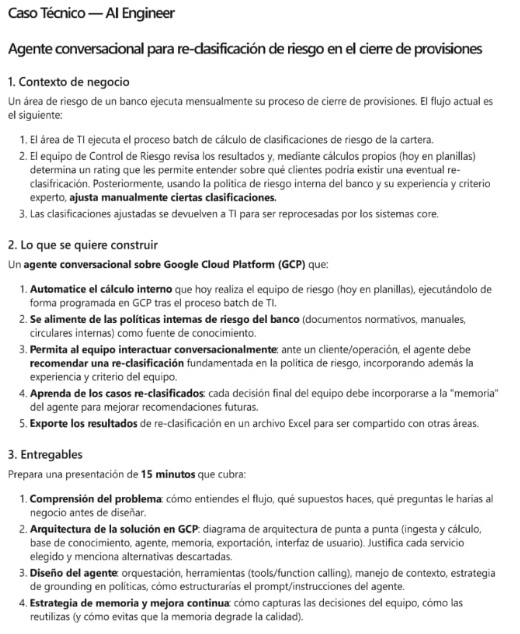 Caso Técnico — AI Engineer
Agente conversacional para re-clasificación de riesgo en el cierre de provisiones
1. Contexto de negocio
Un área de riesgo de un banco ejecuta mensualmente su proceso de cierre de provisiones. El flujo actual es
el siguiente:
1. El área de TI ejecuta el proceso batch de cálculo de clasificaciones de riesgo de la cartera.
2. El equipo de Control de Riesgo revisa los resultados y, mediante cálculos propios (hoy en planillas)
determina un rating que les permite entender sobre qué clientes podría existir una eventual re-
clasifricación. Posteriormente, usando la política de riesgo interna del banco y su experiencia y criterio
experto, ajusta manualmente ciertas clasificaciones.
3. Las clasificaciones ajustadas se devuelven a TI para ser reprocesadas por los sistemas core.
2. Lo que se quiere construir
Un agente conversacional sobre Google Cloud Platform (GCP) que:
1. Automatice el cálculo interno que hoy realiza el equipo de riesgo (hoy en planillas), ejecutándolo de
forma programada en GCP tras el proceso batch de TI.
2. Se alimente de las políticas internas de riesgo del banco (documentos normativos, manuales,
circulares internas) como fuente de conocimiento.
3. Permita al equipo interactuar conversacionalmente: ante un cliente/operación, el agente debe
recomendar una re-clasificación fundamentada en la política de riesgo, incorporando además la
experiencia y criterio del equipo.
4. Aprenda de los casos re-clasificados: cada decisión final del equipo debe incorporarse a la "memoria"
del agente para mejorar recomendaciones futuras.
5. Exporte los resultados de re-clasificación en un archivo Excel para ser compartido con otras áreas.
3. Entregables
Prepara una presentación de 15 minutos que cubra:
1. Comprensión del problema: cómo entiendes el flujo, qué supuestos haces, qué preguntas le harías al
negocio antes de diseñar.
2. Arquitectura de la solución en GCP: diagrama de arquitectura de punta a punta (ingesta y cálculo,
base de conocimiento, agente, memoria, exportación, interfaz de usuario). Justifica cada servicio
elegido y menciona alternativas descartadas.
3. Diseño del agente: orquestación, herramientas (tools/function calling), manejo de contexto, estrategia
de grounding en políticas, cómo estructurarías el prompt/instrucciones del agente.
4. Estrategia de memoria y mejora continua: cómo capturas las decisiones del equipo, cómo las
reutilizas (y cómo evitas que la memoria degrade la calidad).